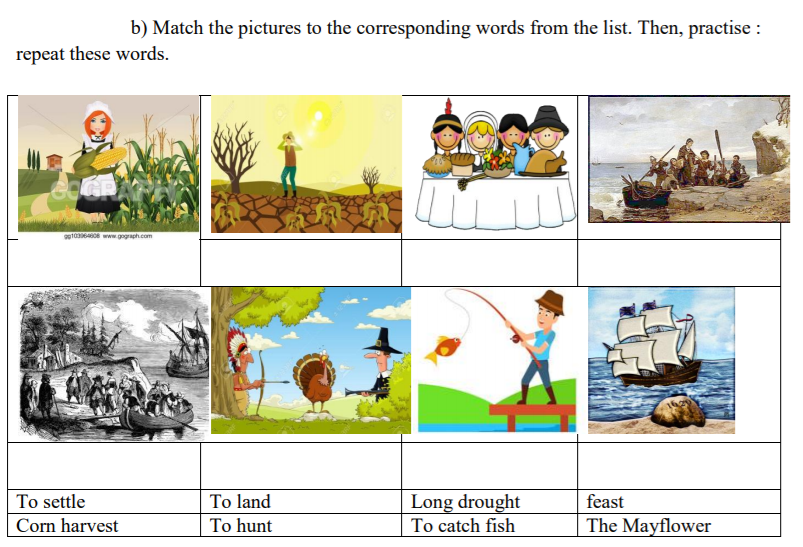 b) Match the pictures to the corresponding words from the list. Then, practise :
repeat these words.
GOGRAPH
gg103964608 www.gograph.com
To settle
To land
Long drought
feast
Corn harvest
To hunt
To catch fish
The Mayflower